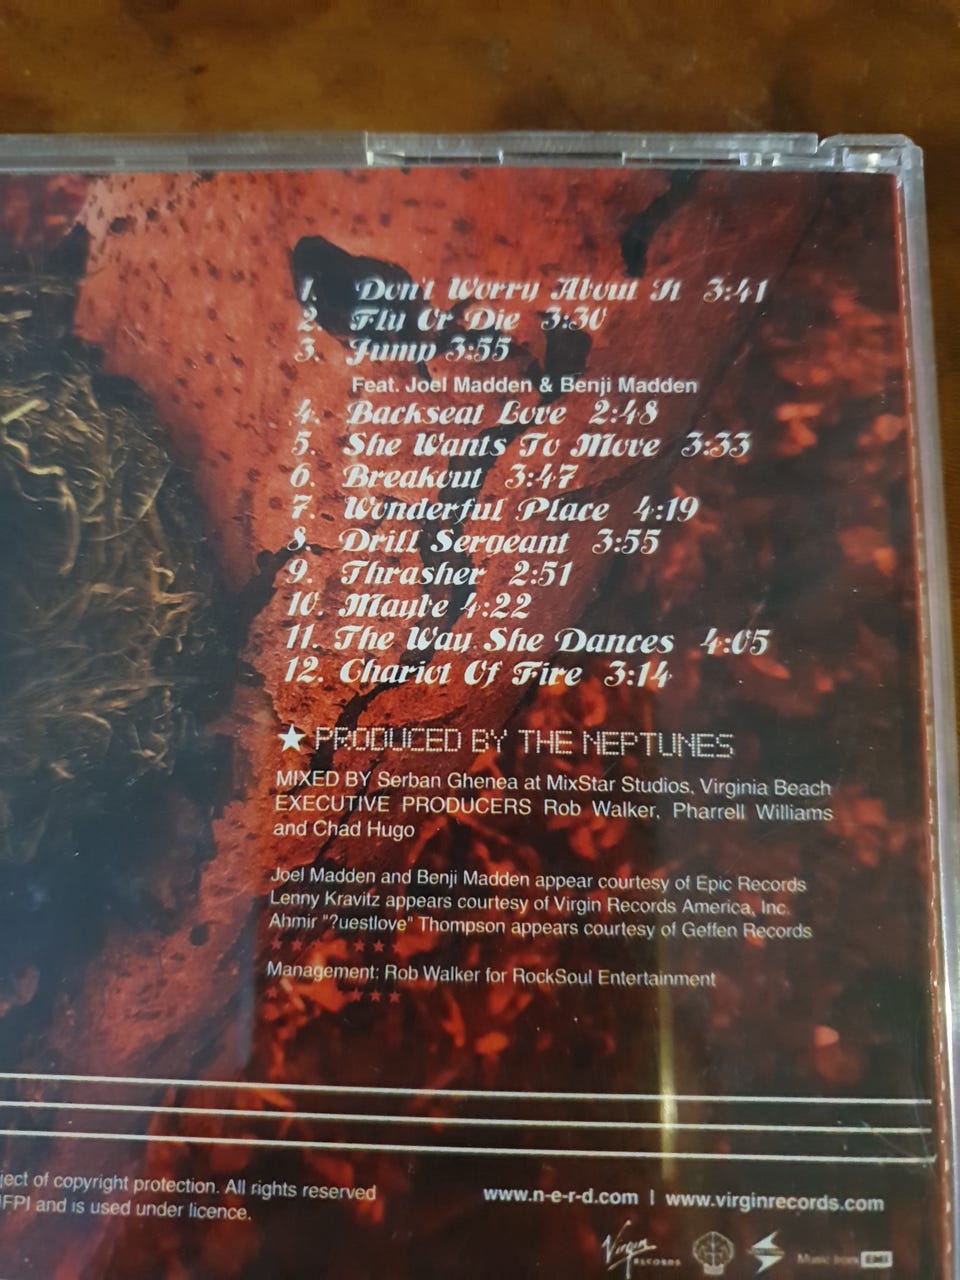 1. Don't Worry About It 3:41
2. Fly Or Die 3:30
3. Jump 3:55
Feat. Joel Madden & Benji Madden
4. Backseat Love 2:48
5. She Wants To Move 3:33
6. Breakout 3:47
7. Wonderful Place 4:19
8. Drill Sergeant 3:55
9. Thrasher 2:51
10. Maybe 4:22
11. The Way She Dances 4:05
12. Chariot Of Fire 3:14
PRODUCED BY THE NEPTUNES
MIXED BY Serban Ghenea at MixStar Studios, Virginia Beach
EXECUTIVE PRODUCERS Rob Walker, Pharrell Williams
and Chad Hugo
Joel Madden and Benji Madden appear courtesy of Epic Records
Lenny Kravitz appears courtesy of Virgin Records America, Inc.
Ahmir "?uestlove" Thompson appears courtesy of Geffen Records
Management: Rob Walker for RockSoul Entertainment
ject of copyright protection. All rights reserved
IFPI and is used under licence.
www.n-e-r-d.com | www.virginrecords.com
Virgin RECORDS
Music from EMI